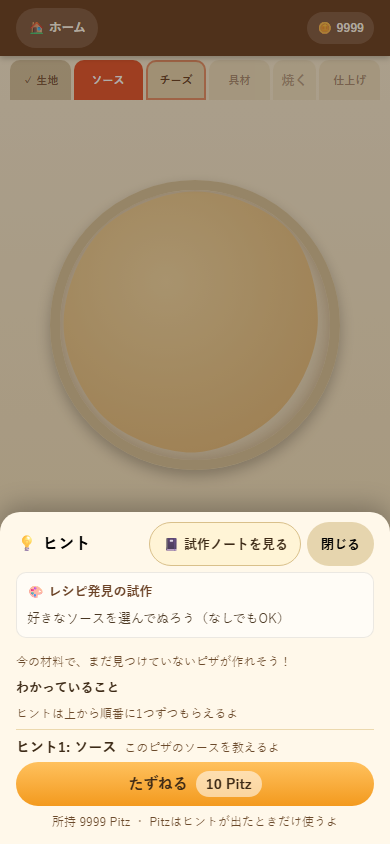 ホーム
9999
✓ 生地
ソース
チーズ
具材
焼く
仕上げ
ヒント
試作ノートを見る
閉じる
レシピ発見の試作
好きなソースを選んでぬろう（なしでもOK）
今の材料で、まだ見つけていないピザが作れそう！
わかっていること
ヒントは上から順番に1つずつもらえるよ
ヒント1: ソース このピザのソースを教えるよ
たずねる 10 Pitz
所持 9999 Pitz ・ Pitzはヒントが出たときだけ使うよ